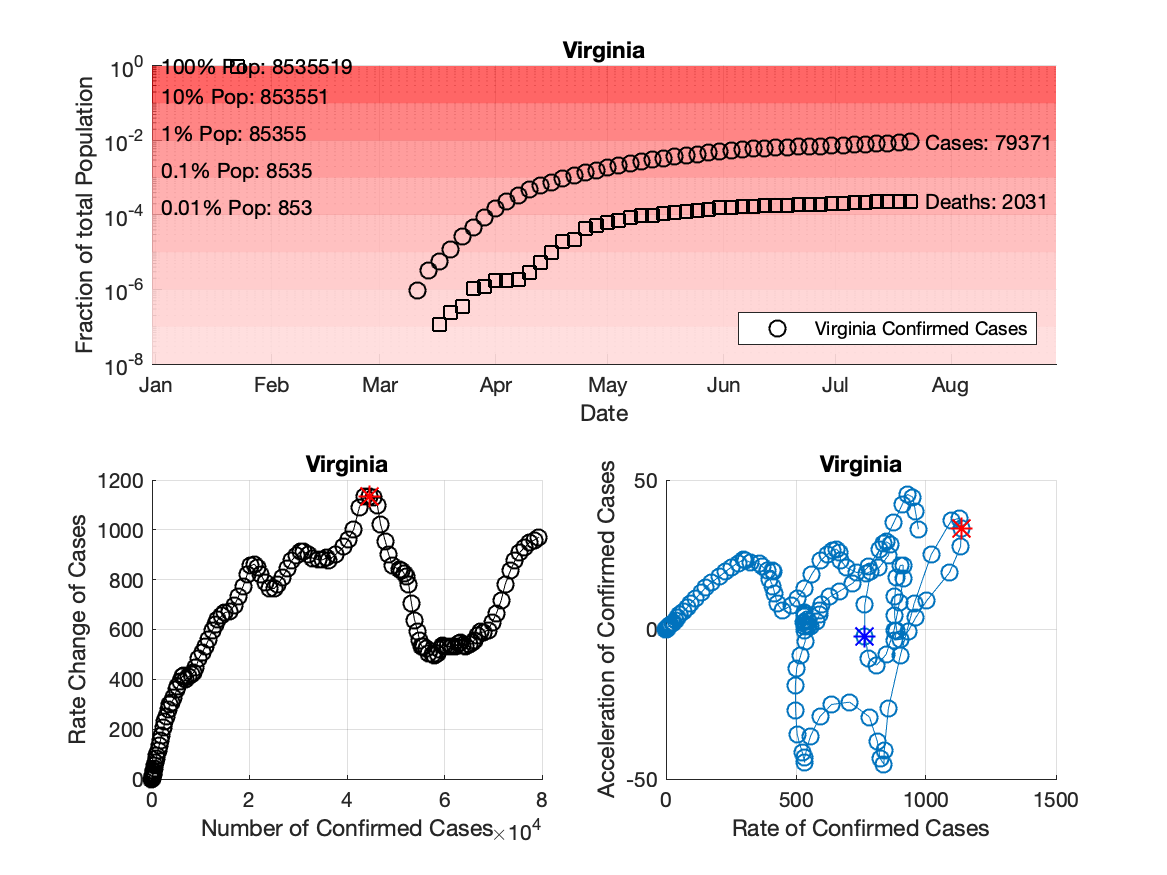 Virginia
10^0
10^-2
10^-4
10^-6
10^-8
Fraction of total Population
100% Pop: 8535519
10% Pop: 853551
1% Pop: 85355
0.1% Pop: 8535
0.01% Pop: 853
Cases: 79371
Deaths: 2031
Virginia Confirmed Cases
Jan Feb Mar Apr May Jun Jul Aug
Date
Virginia
1200
1000
800
600
400
200
0
Rate Change of Cases
0 2 4 6 8
Number of Confirmed Cases ×10^4
Virginia
50
0
-50
Acceleration of Confirmed Cases
0 500 1000 1500
Rate of Confirmed Cases